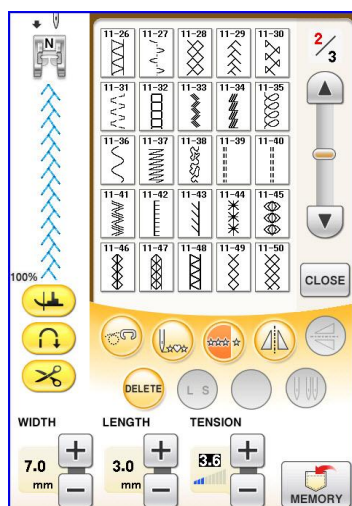 N
100%
11-26 11-27 11-28 11-29 11-30
11-31 11-32 11-33 11-34 11-35
11-36 11-37 11-38 11-39 11-40
11-41 11-42 11-43 11-44 11-45
11-46 11-47 11-48 11-49 11-50
2/3
CLOSE
DELETE L S
WIDTH LENGTH TENSION
7.0 mm + − 3.0 mm + − 3.6 + −
MEMORY